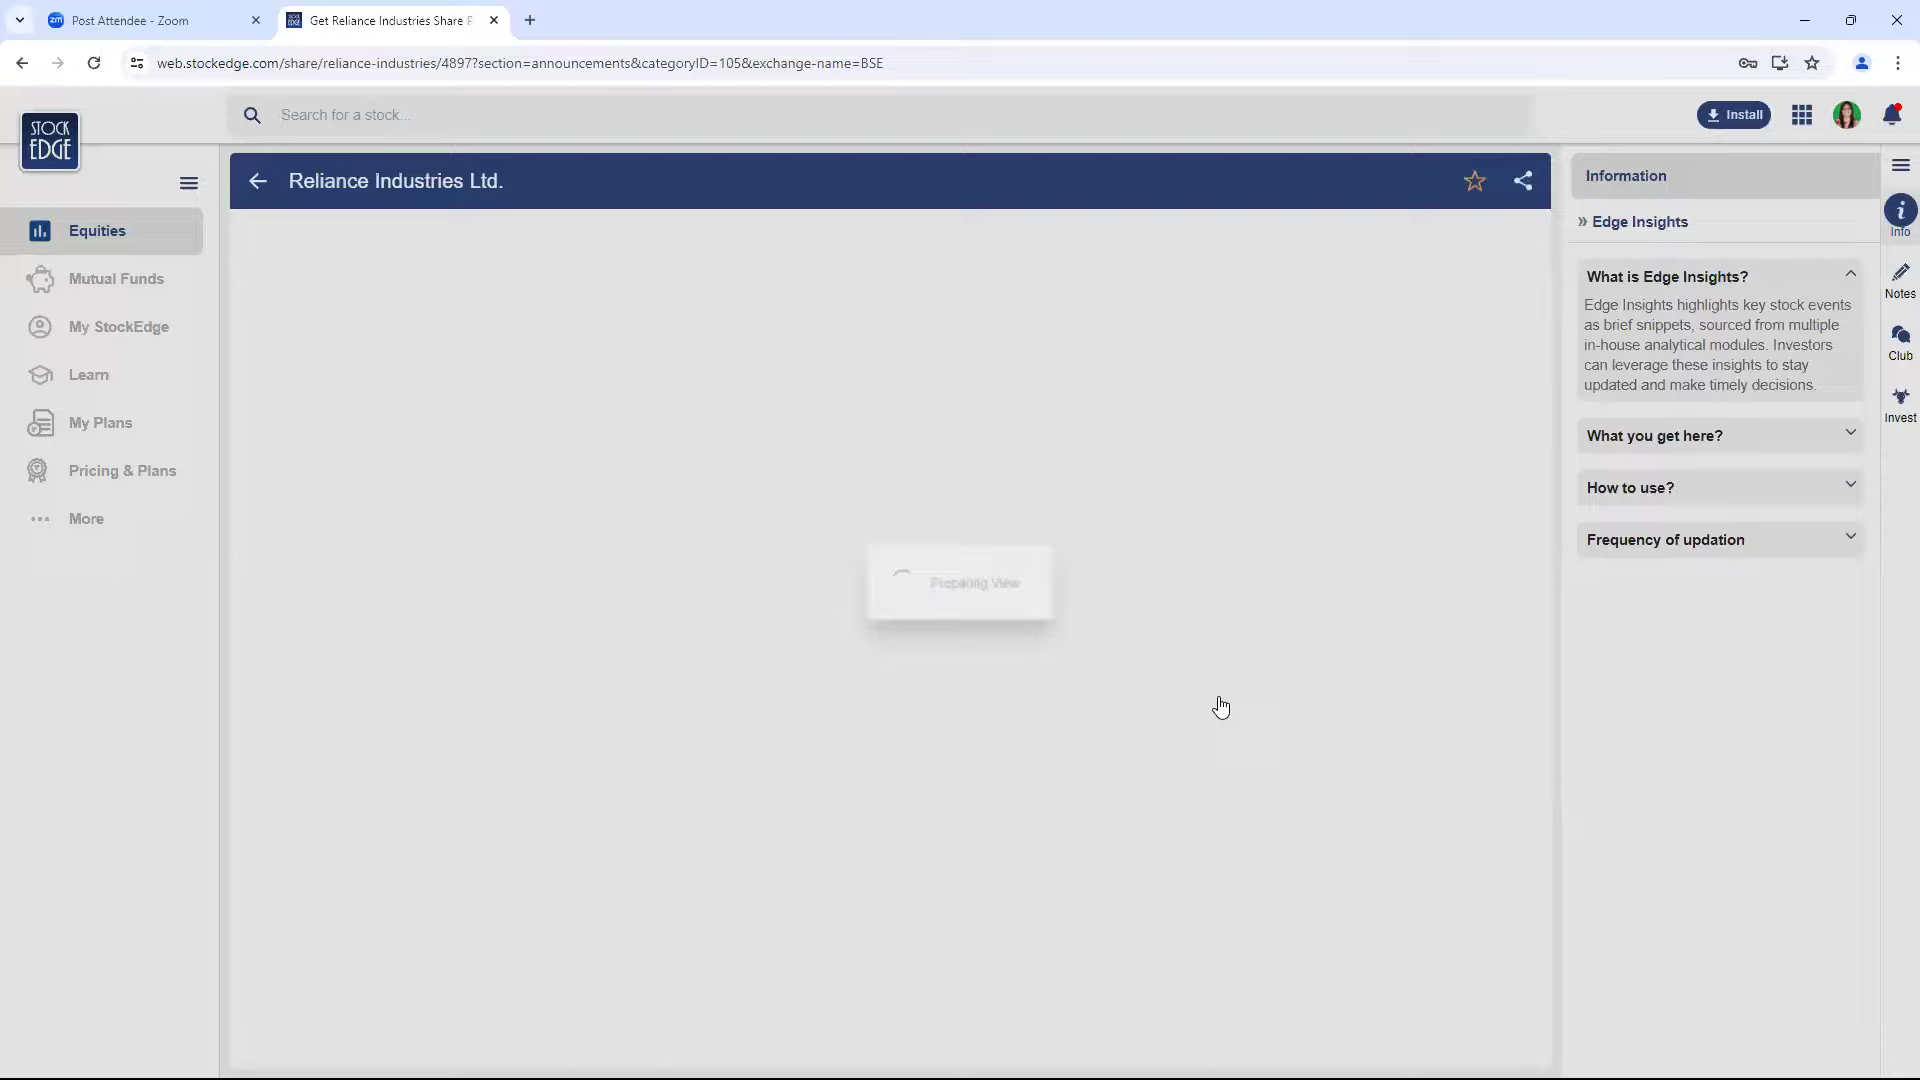 Post Attendee - Zoom
Get Reliance Industries Share P
web.stockedge.com/share/reliance-industries/4897?section=announcements&categoryID=105&exchange-name=BSE
STOCK
EDGE
Search for a stock...
Install
Equities
Mutual Funds
My StockEdge
Learn
My Plans
Pricing & Plans
More
Reliance Industries Ltd.
Preparing View
Information
Edge Insights
What is Edge Insights?
Edge Insights highlights key stock events
as brief snippets, sourced from multiple
in-house analytical modules. Investors
can leverage these insights to stay
updated and make timely decisions.
What you get here?
How to use?
Frequency of updation
Info
Notes
Club
Invest